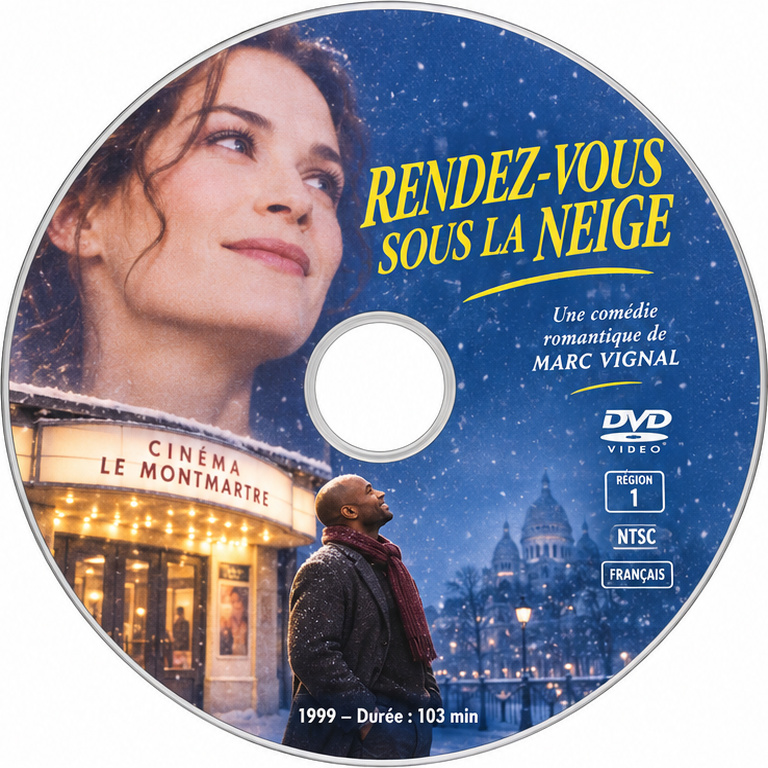 RENDEZ-VOUS
SOUS LA NEIGE
Une comédie
romantique de
MARC VIGNAL
DVD
VIDEO
RÉGION
1
NTSC
FRANÇAIS
CINÉMA
LE MONTMARTRE
1999 – Durée : 103 min